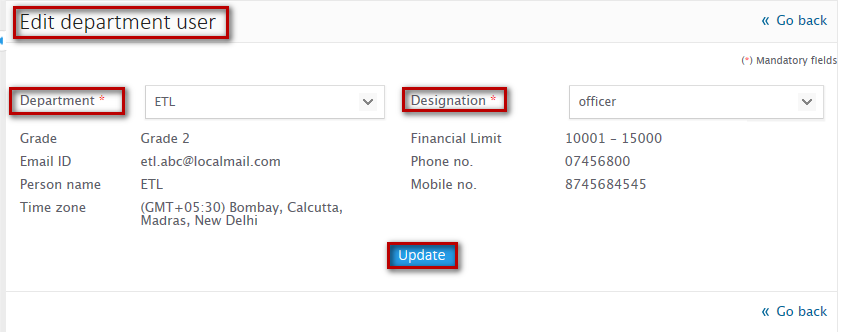 Edit department user
« Go back
(*) Mandatory fields
Department * ETL Designation * officer
Grade Grade 2 Financial Limit 10001 – 15000
Email ID etl.abc@localmail.com Phone no. 07456800
Person name ETL Mobile no. 8745684545
Time zone (GMT+05:30) Bombay, Calcutta,
Madras, New Delhi
Update
« Go back